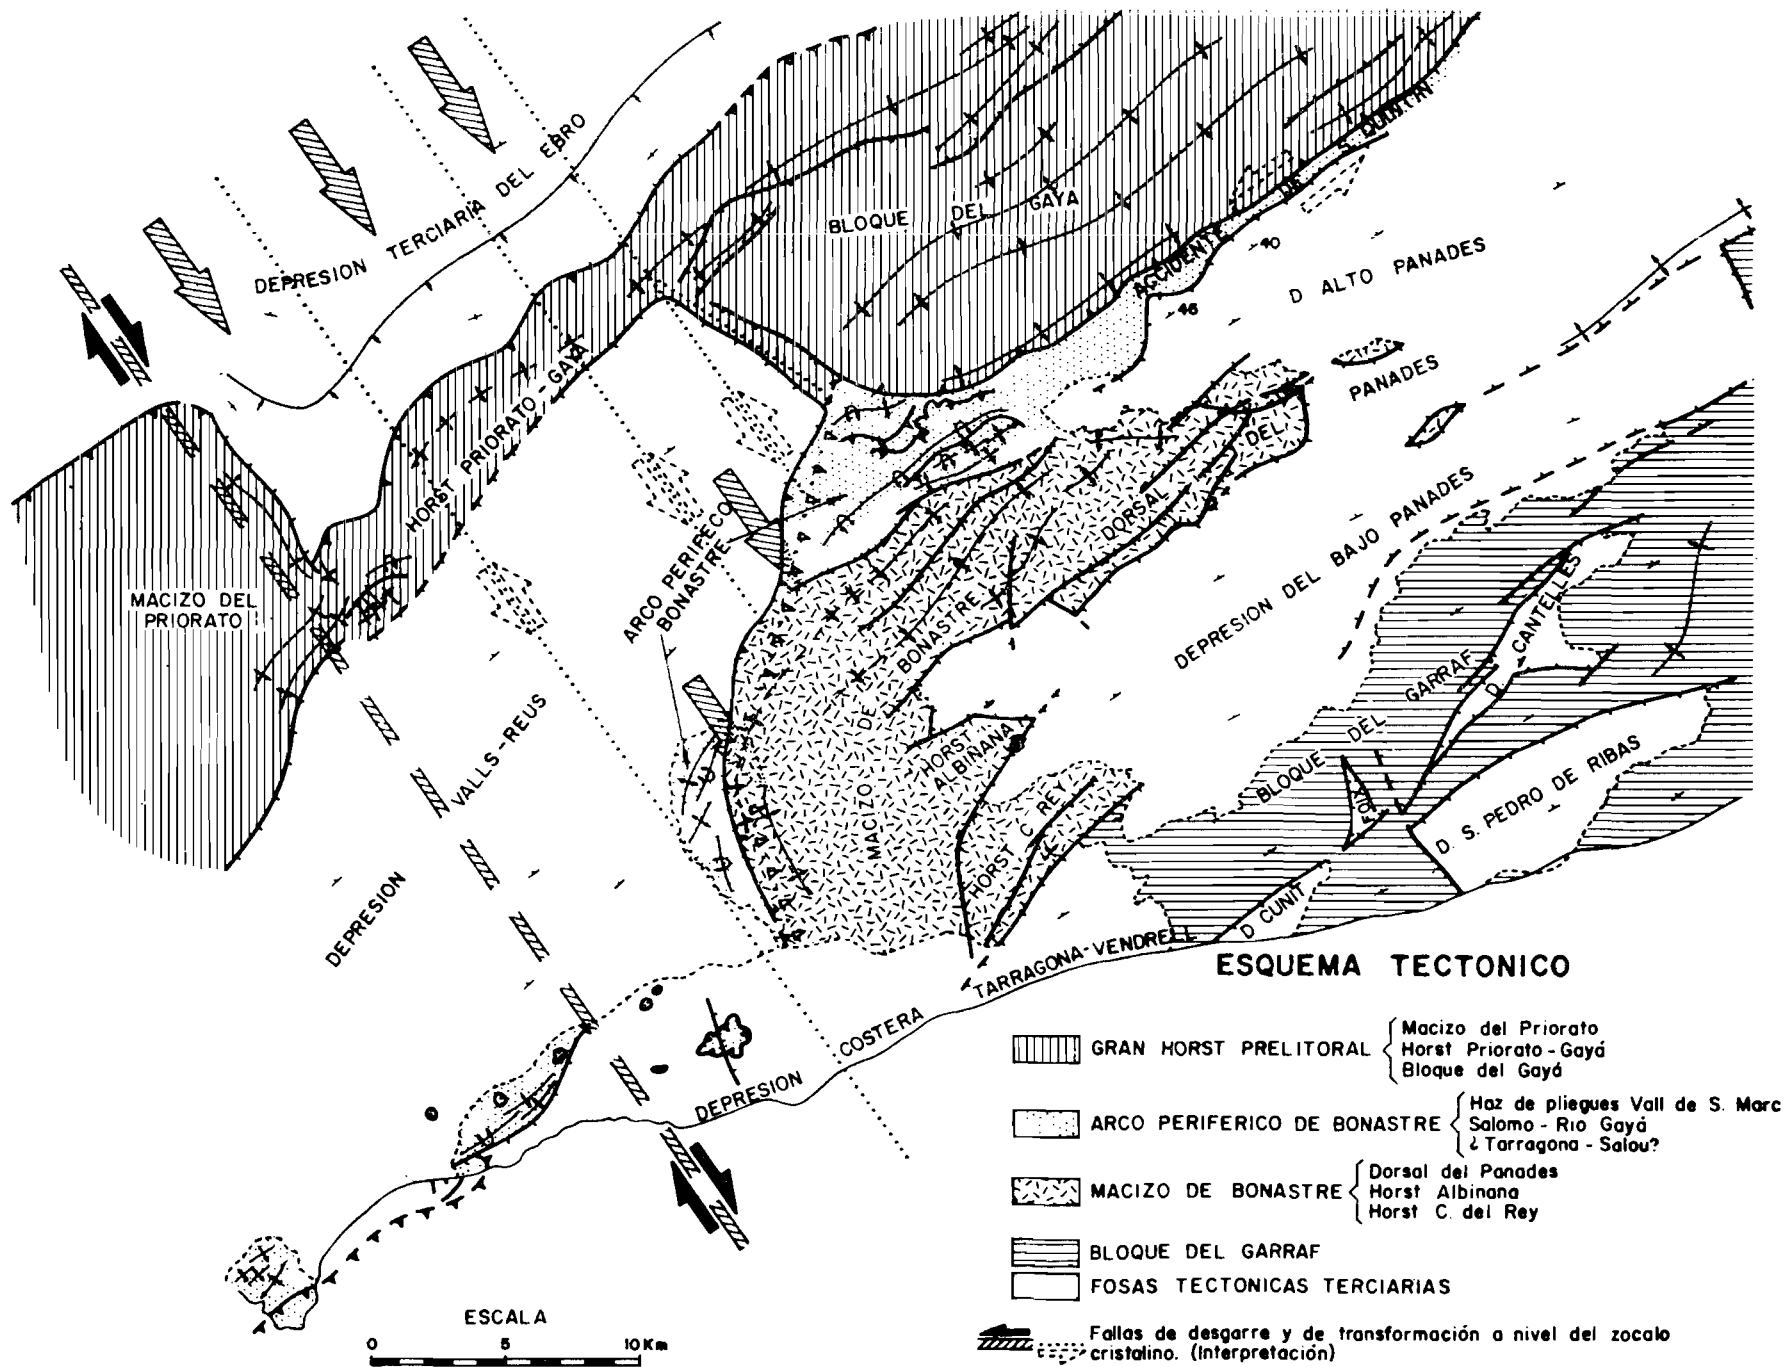 DEPRESION TERCIARIA DEL EBRO
BLOQUE DEL GAYA
ACCIDENTE DE S. QUINTIN
40
46
D ALTO PANADES
HORST PRIORATO-GAYA
MACIZO DEL
PRIORATO
ARCO PERIFECO
BONASTRE
DORSAL DEL
PANADES
MACIZO DE BONASTRE
DEPRESION DEL BAJO PANADES
HORST
ALBIÑANA
HORST C REY
BLOQUE DEL GARRAF
D. CANTELLES
FOIX
D. S. PEDRO DE RIBAS
D CUNIT
DEPRESION VALLS-REUS
DEPRESION COSTERA TARRAGONA-VENDRELL
ESQUEMA TECTONICO
GRAN HORST PRELITORAL
Macizo del Priorato
Horst Priorato-Gayá
Bloque del Gayá
ARCO PERIFERICO DE BONASTRE
Haz de pliegues Vall de S. Marc
Salomo - Rio Gayá
¿Tarragona - Salou?
MACIZO DE BONASTRE
Dorsal del Panades
Horst Albinana
Horst C. del Rey
BLOQUE DEL GARRAF
FOSAS TECTONICAS TERCIARIAS
Fallas de desgarre y de transformación a nivel del zocalo
cristalino. (Interpretación)
ESCALA
0 5 10 Km